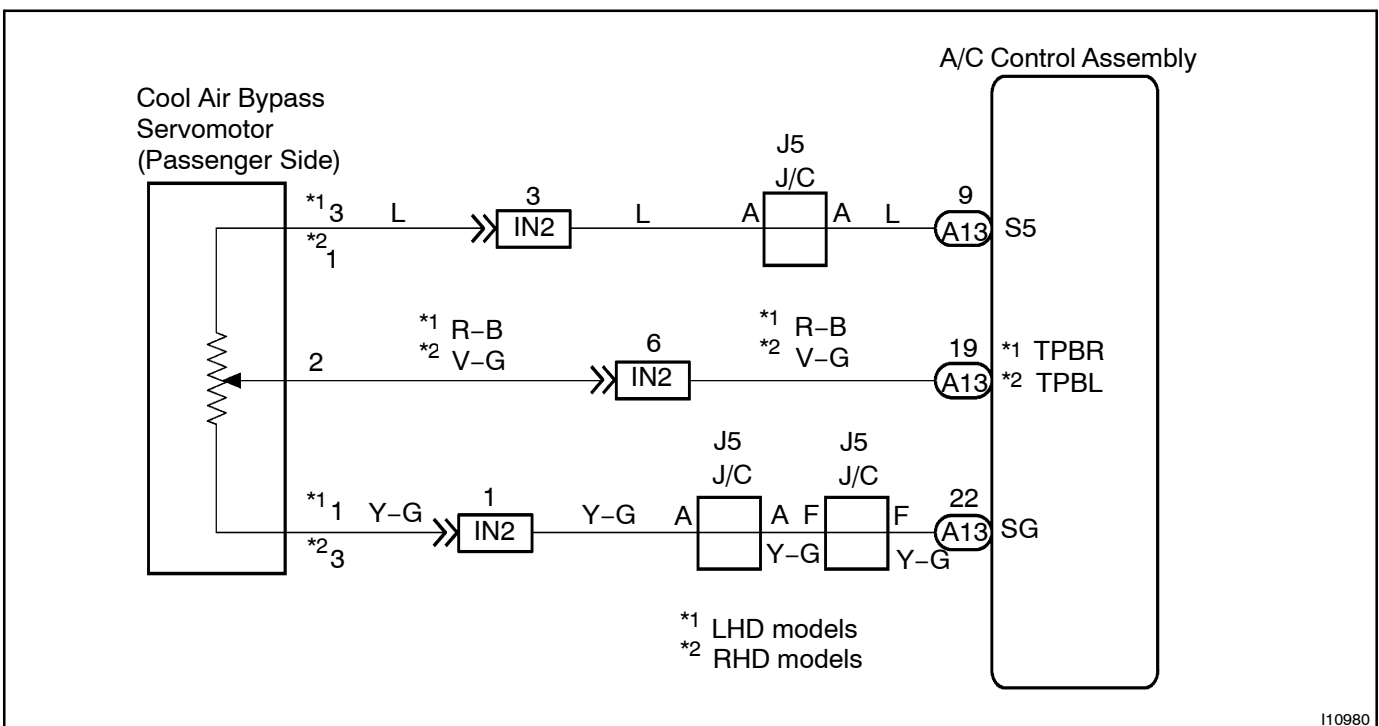 A/C Control Assembly
Cool Air Bypass
Servomotor
(Passenger Side)
J5
J/C
*1 3 L 3 IN2 L A A L 9 A13 S5
*2 1
*1 R–B *1 R–B
*2 V–G *2 V–G
2 6 IN2 19 A13 *1 TPBR
*2 TPBL
J5 J5
J/C J/C
*1 1 Y–G 1 IN2 Y–G A A F F 22 A13 SG
*2 3 Y–G Y–G
*1 LHD models
*2 RHD models
I10980